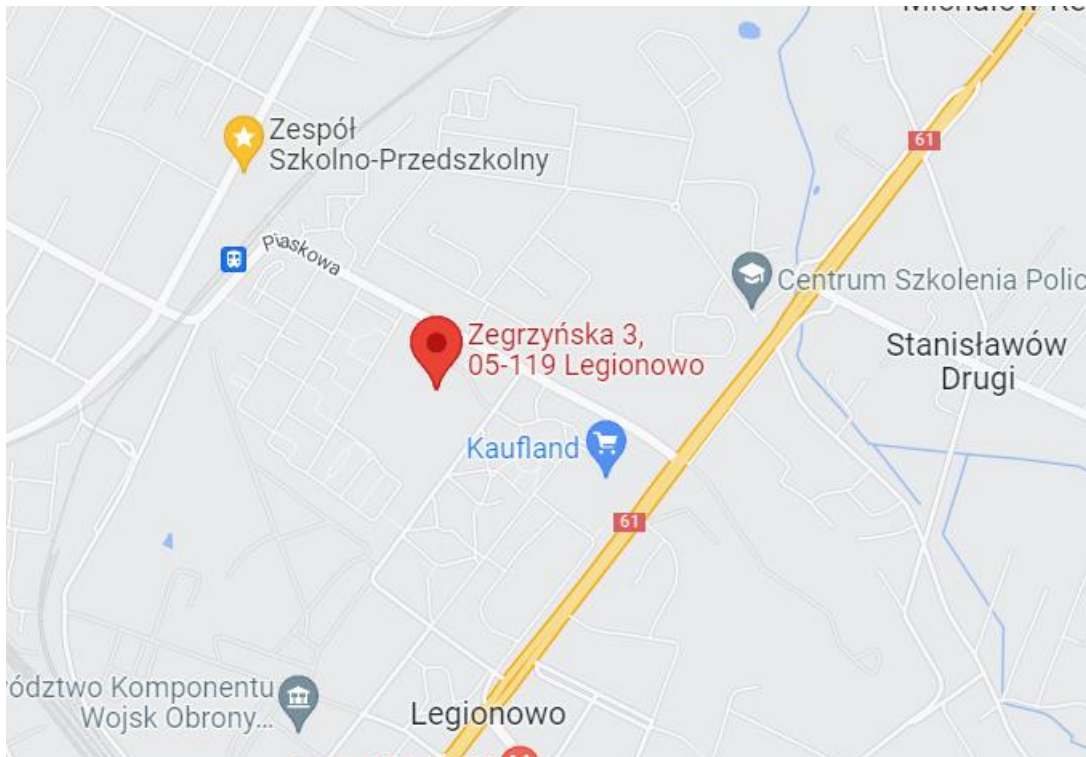 61
Zespół
Szkolno-Przedszkolny
Piaskowa
Centrum Szkolenia Polic
Zegrzyńska 3,
05-119 Legionowo
Stanisławów
Drugi
Kaufland
61
ództwo Komponentu
Wojsk Obrony...
Legionowo